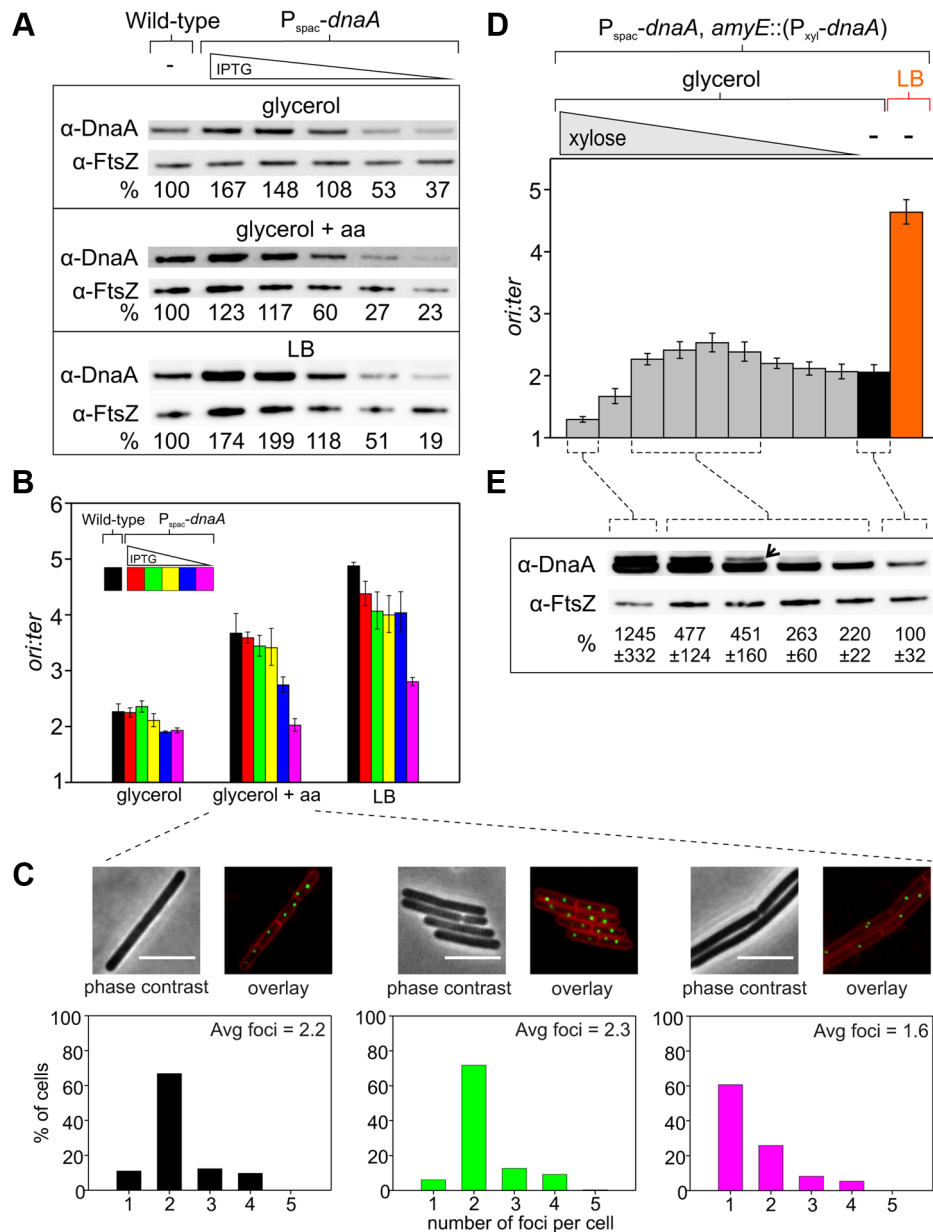 A
Wild-type
Pspac-dnaA
-
IPTG
glycerol
α-DnaA
α-FtsZ
% 100 167 148 108 53 37
glycerol + aa
α-DnaA
α-FtsZ
% 100 123 117 60 27 23
LB
α-DnaA
α-FtsZ
% 100 174 199 118 51 19
B
Wild-type
Pspac-dnaA
IPTG
ori:ter
6
5
4
3
2
1
glycerol
glycerol + aa
LB
C
phase contrast
overlay
phase contrast
overlay
phase contrast
overlay
% of cells
100
80
60
40
20
0
Avg foci = 2.2
1 2 3 4 5
100
80
60
40
20
0
Avg foci = 2.3
1 2 3 4 5
100
80
60
40
20
0
Avg foci = 1.6
1 2 3 4 5
number of foci per cell
D
Pspac-dnaA, amyE::(Pxyl-dnaA)
glycerol
LB
xylose
-
-
ori:ter
5
4
3
2
1
E
α-DnaA
α-FtsZ
% 1245 477 451 263 220 100
±332 ±124 ±160 ±60 ±22 ±32